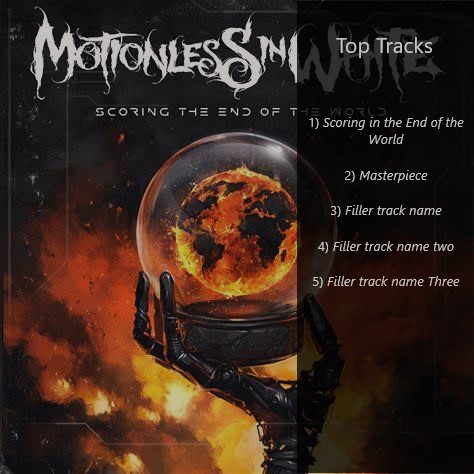 MOTIONLESS IN WHITE
SCORING THE END OF THE WORLD
Top Tracks
1) Scoring in the End of the
World
2) Masterpiece
3) Filler track name
4) Filler track name two
5) Filler track name Three